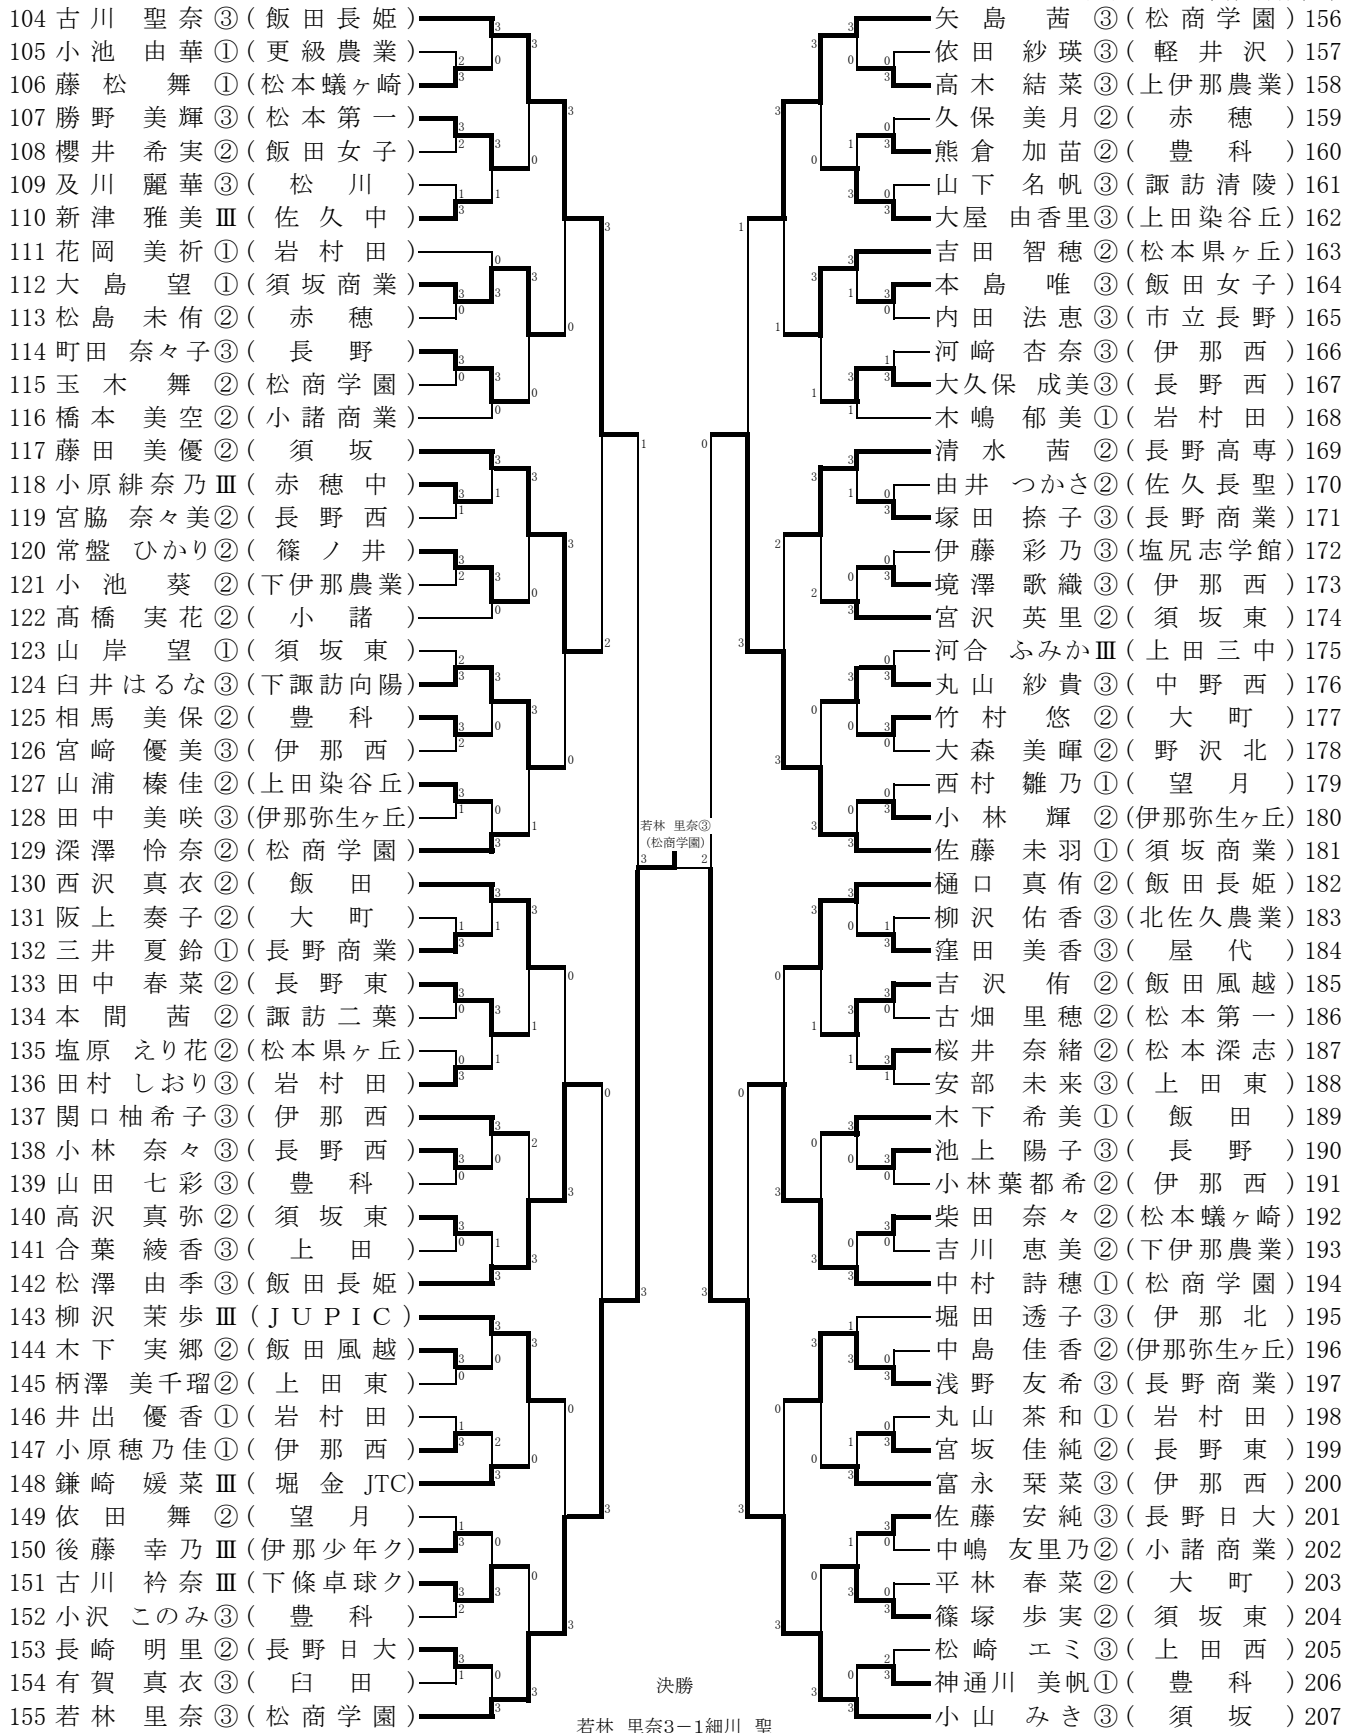 104 古川 聖奈 ③ (飯田長姫)
105 小池 由華 ① (更級農業)
106 藤松 舞 ① (松本蟻ヶ崎)
107 勝野 美輝 ③ (松本第一)
108 櫻井 希実 ② (飯田女子)
109 及川 麗華 ③ (松川)
110 新津 雅美 Ⅲ (佐久中)
111 花岡 美祈 ① (岩村田)
112 大島 望 ① (須坂商業)
113 松島 未侑 ② (赤穂)
114 町田 奈々子 ③ (長野)
115 玉木 舞 ② (松商学園)
116 橋本 美空 ② (小諸商業)
117 藤田 美優 ② (須坂)
118 小原緋奈乃 Ⅲ (赤穂中)
119 宮脇 奈々美 ② (長野西)
120 常盤 ひかり ② (篠ノ井)
121 小池 葵 ② (下伊那農業)
122 髙橋 実花 ② (小諸)
123 山岸 望 ① (須坂東)
124 臼井はるな ③ (下諏訪向陽)
125 相馬 美保 ② (豊科)
126 宮﨑 優美 ③ (伊那西)
127 山浦 榛佳 ② (上田染谷丘)
128 田中 美咲 ③ (伊那弥生ヶ丘)
129 深澤 怜奈 ② (松商学園)
130 西沢 真衣 ② (飯田)
131 阪上 奏子 ② (大町)
132 三井 夏鈴 ① (長野商業)
133 田中 春菜 ② (長野東)
134 本間 茜 ② (諏訪二葉)
135 塩原 えり花 ② (松本県ヶ丘)
136 田村 しおり ③ (岩村田)
137 関口柚希子 ③ (伊那西)
138 小林 奈々 ③ (長野西)
139 山田 七彩 ③ (豊科)
140 高沢 真弥 ② (須坂東)
141 合葉 綾香 ③ (上田)
142 松澤 由季 ③ (飯田長姫)
143 柳沢 茉歩 Ⅲ (JUPIC)
144 木下 実郷 ② (飯田風越)
145 柄澤 美千瑠 ② (上田東)
146 井出 優香 ① (岩村田)
147 小原穂乃佳 ① (伊那西)
148 鎌崎 媛菜 Ⅲ (堀金 JTC)
149 依田 舞 ② (望月)
150 後藤 幸乃 Ⅲ (伊那少年ク)
151 古川 衿奈 Ⅲ (下條卓球ク)
152 小沢 このみ ③ (豊科)
153 長崎 明里 ② (長野日大)
154 有賀 真衣 ③ (臼田)
155 若林 里奈 ③ (松商学園)
若林 里奈③
(松商学園)
決勝
若林 里奈3－1細川 聖
矢島 茜 ③ (松商学園) 156
依田 紗瑛 ③ (軽井沢) 157
高木 結菜 ③ (上伊那農業) 158
久保 美月 ② (赤穂) 159
熊倉 加苗 ② (豊科) 160
山下 名帆 ③ (諏訪清陵) 161
大屋 由香里 ③ (上田染谷丘) 162
吉田 智穂 ② (松本県ヶ丘) 163
本島 唯 ③ (飯田女子) 164
内田 法恵 ③ (市立長野) 165
河﨑 杏奈 ③ (伊那西) 166
大久保 成美 ③ (長野西) 167
木嶋 郁美 ① (岩村田) 168
清水 茜 ② (長野高専) 169
由井 つかさ ② (佐久長聖) 170
塚田 捺子 ③ (長野商業) 171
伊藤 彩乃 ③ (塩尻志学館) 172
境澤 歌織 ③ (伊那西) 173
宮沢 英里 ② (須坂東) 174
河合 ふみか Ⅲ (上田三中) 175
丸山 紗貴 ③ (中野西) 176
竹村 悠 ② (大町) 177
大森 美暉 ② (野沢北) 178
西村 雛乃 ① (望月) 179
小林 輝 ② (伊那弥生ヶ丘) 180
佐藤 未羽 ① (須坂商業) 181
樋口 真侑 ② (飯田長姫) 182
柳沢 佑香 ③ (北佐久農業) 183
窪田 美香 ③ (屋代) 184
吉沢 侑 ② (飯田風越) 185
古畑 里穂 ② (松本第一) 186
桜井 奈緒 ② (松本深志) 187
安部 未来 ③ (上田東) 188
木下 希美 ① (飯田) 189
池上 陽子 ③ (長野) 190
小林葉都希 ② (伊那西) 191
柴田 奈々 ② (松本蟻ヶ崎) 192
吉川 恵美 ② (下伊那農業) 193
中村 詩穂 ① (松商学園) 194
堀田 透子 ③ (伊那北) 195
中島 佳香 ② (伊那弥生ヶ丘) 196
浅野 友希 ③ (長野商業) 197
丸山 茶和 ① (岩村田) 198
宮坂 佳純 ② (長野東) 199
富永 栞菜 ③ (伊那西) 200
佐藤 安純 ③ (長野日大) 201
中嶋 友里乃 ② (小諸商業) 202
平林 春菜 ② (大町) 203
篠塚 歩実 ② (須坂東) 204
松崎 エミ ③ (上田西) 205
神通川 美帆 ① (豊科) 206
小山 みき ③ (須坂) 207